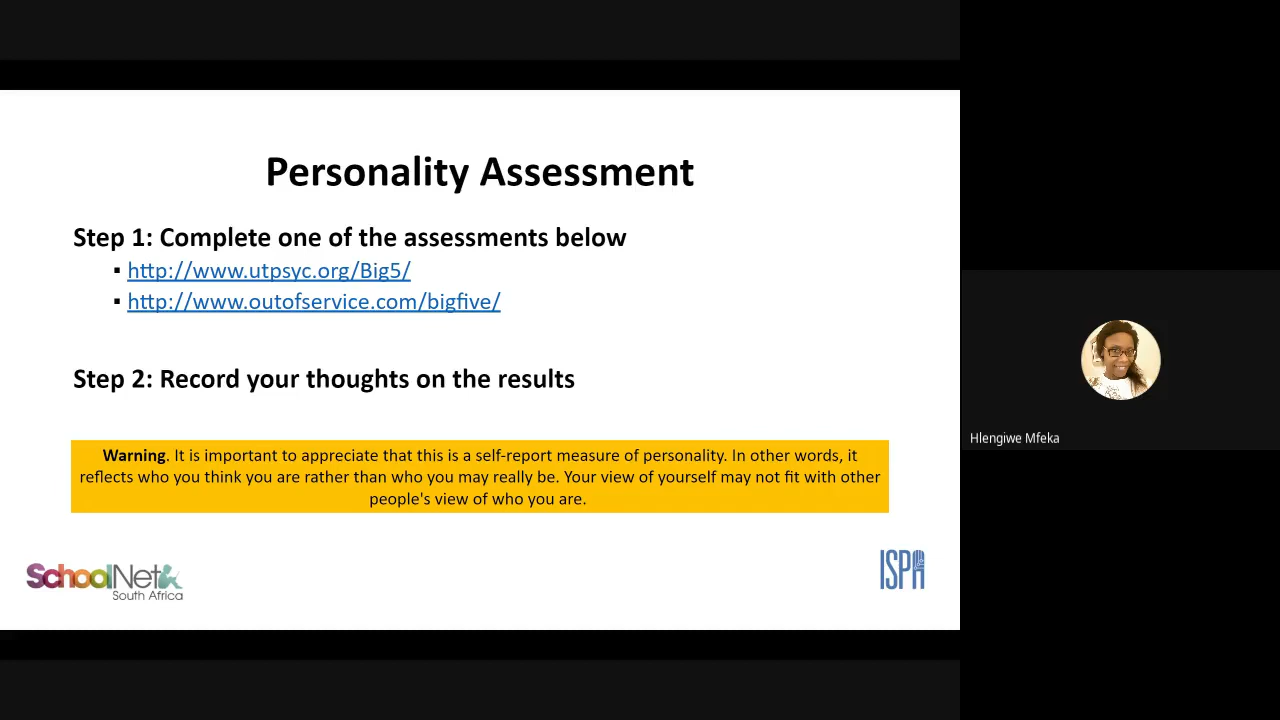 Personality Assessment
Step 1: Complete one of the assessments below
▪ http://www.utpsyc.org/Big5/
▪ http://www.outofservice.com/bigfive/
Step 2: Record your thoughts on the results
Warning. It is important to appreciate that this is a self-report measure of personality. In other words, it
reflects who you think you are rather than who you may really be. Your view of yourself may not fit with other
people's view of who you are.
SchoolNet
South Africa
ISPA
Hlengiwe Mfeka